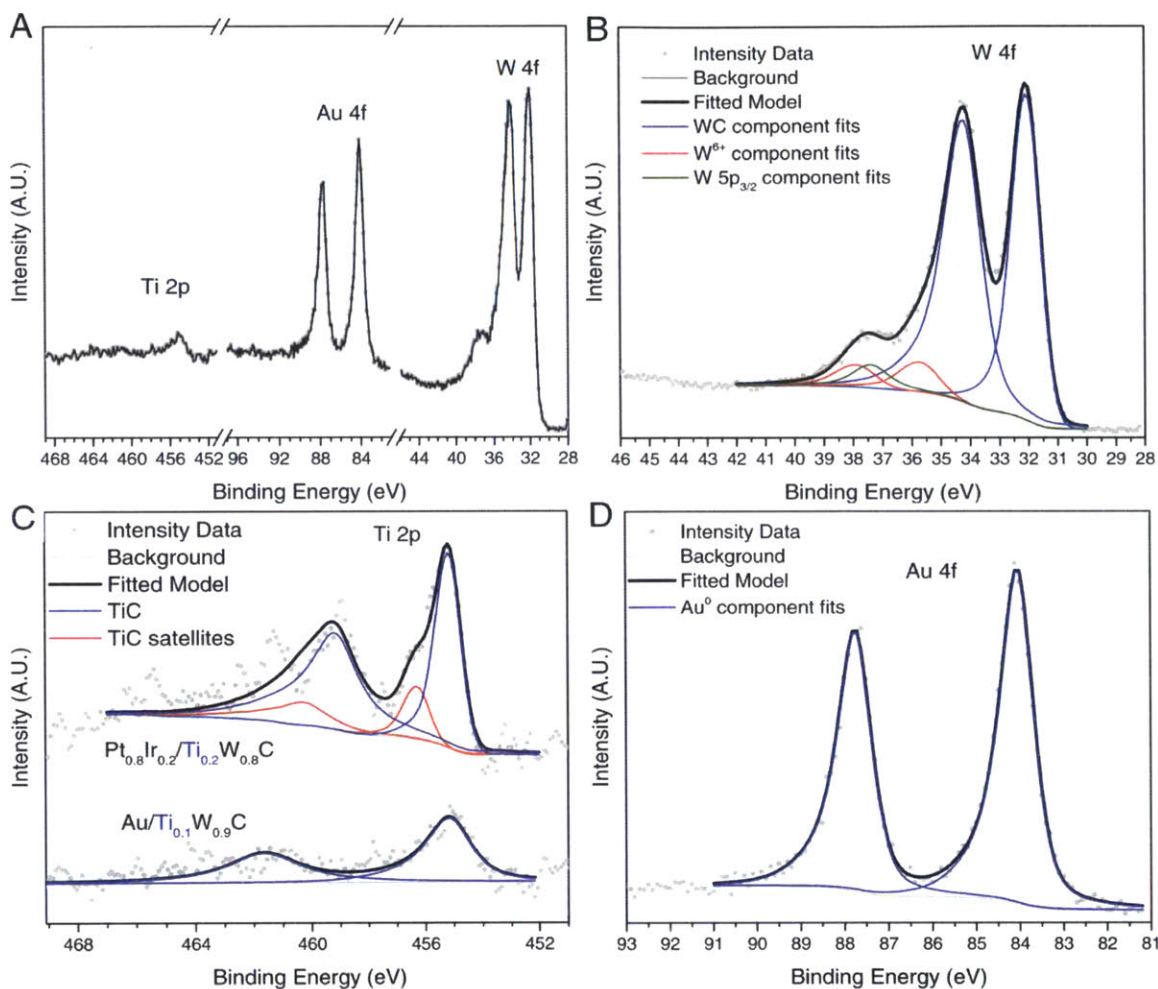 A
Ti 2p
Au 4f
W 4f
Intensity (A.U.)
468 464 460 456 452 96 88 84 44 40 36 32 28
Binding Energy (eV)
B
Intensity Data
Background
Fitted Model
WC component fits
W⁶⁺ component fits
W 5p₃/₂ component fits
W 4f
Intensity (A.U.)
46 45 44 43 42 41 40 39 38 37 36 35 34 33 32 31 30 29 28
Binding Energy (eV)
C
Intensity Data
Background
Fitted Model
TiC
TiC satellites
Ti 2p
Pt₀.₈Ir₀.₂/Ti₀.₂W₀.₈C
Au/Ti₀.₁W₀.₉C
Intensity (A.U.)
468 464 460 456 452
Binding Energy (eV)
D
Intensity Data
Background
Fitted Model
Au⁰ component fits
Au 4f
Intensity (A.U.)
93 92 91 90 89 88 87 86 85 84 83 82 81
Binding Energy (eV)